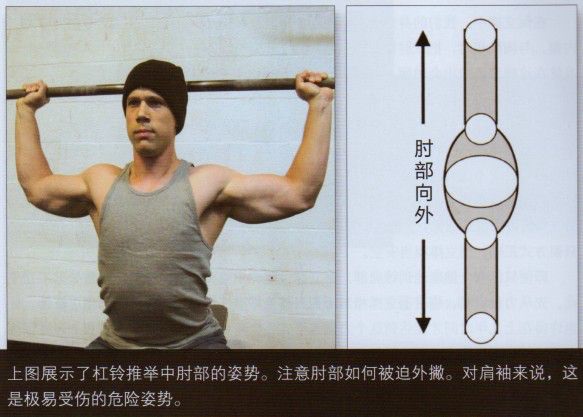 肘部向外
上图展示了杠铃推举中肘部的姿势。注意肘部如何被迫外撇。对肩袖来说，这
是极易受伤的危险姿势。